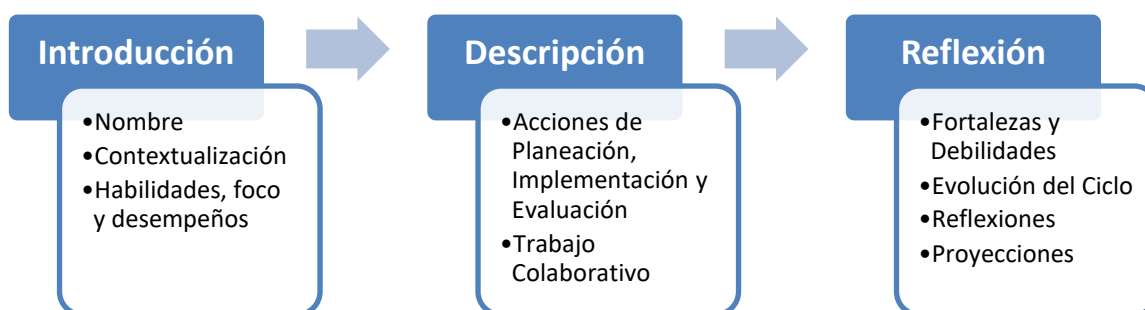 Introducción
•Nombre
•Contextualización
•Habilidades, foco
y desempeños
Descripción
•Acciones de
Planeación,
Implementación y
Evaluación
•Trabajo
Colaborativo
Reflexión
•Fortalezas y
Debilidades
•Evolución del Ciclo
•Reflexiones
•Proyecciones